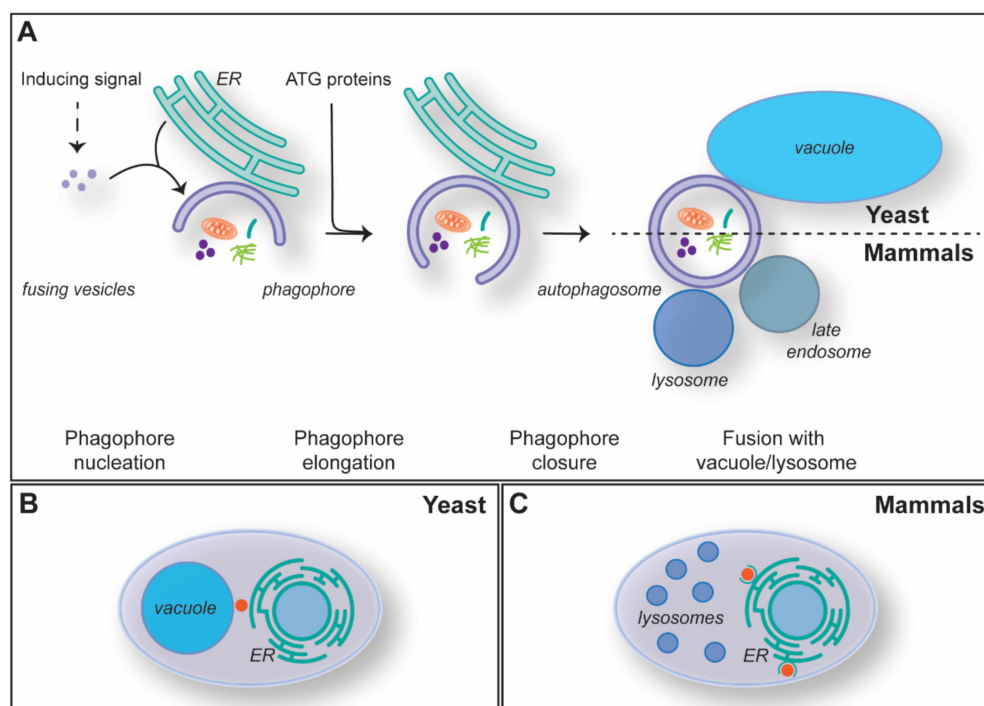 A
Inducing signal
ER
ATG proteins
vacuole
Yeast
Mammals
fusing vesicles
phagophore
autophagosome
late
endosome
lysosome
Phagophore
nucleation
Phagophore
elongation
Phagophore
closure
Fusion with
vacuole/lysosome
B
Yeast
vacuole
ER
C
Mammals
lysosomes
ER